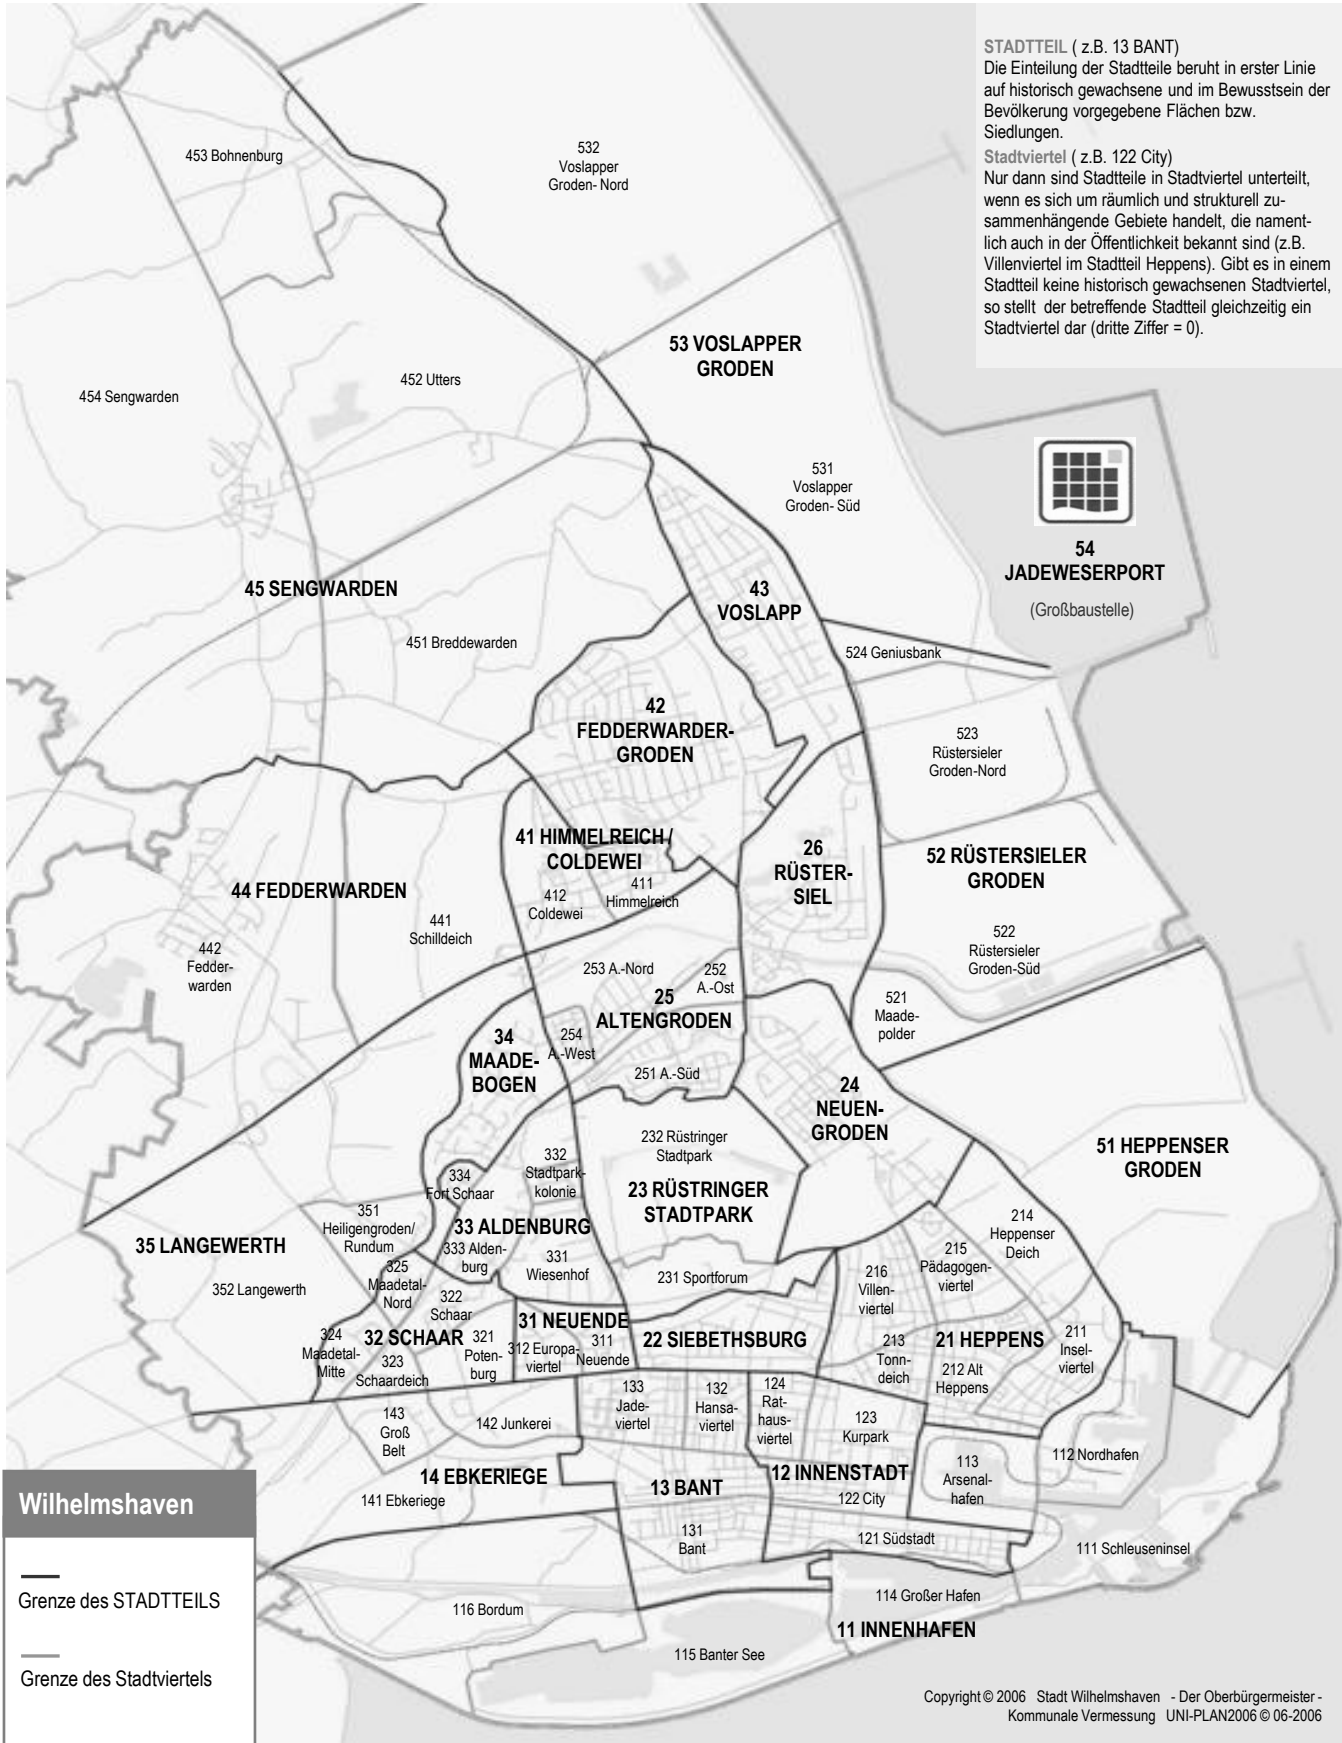 STADTTEIL ( z.B. 13 BANT)
Die Einteilung der Stadtteile beruht in erster Linie
auf historisch gewachsene und im Bewusstsein der
Bevölkerung vorgegebene Flächen bzw.
Siedlungen.
Stadtviertel ( z.B. 122 City)
Nur dann sind Stadtteile in Stadtviertel unterteilt,
wenn es sich um räumlich und strukturell zu-
sammenhängende Gebiete handelt, die nament-
lich auch in der Öffentlichkeit bekannt sind (z.B.
Villenviertel im Stadtteil Heppens). Gibt es in einem
Stadtteil keine historisch gewachsenen Stadtviertel,
so stellt der betreffende Stadtteil gleichzeitig ein
Stadtviertel dar (dritte Ziffer = 0).
453 Bohnenburg
532
Voslapper
Groden- Nord
53 VOSLAPPER
GRODEN
452 Utters
454 Sengwarden
531
Voslapper
Groden- Süd
54
JADEWESERPORT
(Großbaustelle)
45 SENGWARDEN
43
VOSLAPP
451 Breddewarden
524 Geniusbank
42
FEDDERWARDER-
GRODEN
523
Rüstersieler
Groden-Nord
41 HIMMELREICH /
COLDEWEI
26
RÜSTER-
SIEL
52 RÜSTERSIELER
GRODEN
44 FEDDERWARDEN
412
Coldewei
411
Himmelreich
441
Schilldeich
442
Fedder-
warden
522
Rüstersieler
Groden-Süd
253 A.-Nord
252
A.-Ost
25
ALTENGRODEN
521
Maade-
polder
254
A.-West
34
MAADE-
BOGEN
251 A.-Süd
24
NEUEN-
GRODEN
232 Rüstringer
Stadtpark
51 HEPPENSER
GRODEN
332
Stadtpark-
kolonie
334
Fort Schaar
23 RÜSTRINGER
STADTPARK
351
Heiligengroden/
Rundum
33 ALDENBURG
214
Heppenser
Deich
35 LANGEWERTH
333 Alden-
burg
331
Wiesenhof
215
Pädagogen-
viertel
231 Sportforum
216
Villen-
viertel
352 Langewerth
325
Maadetal-
Nord
322
Schaar
31 NEUENDE
324
Maadetal-
Mitte
32 SCHAAR
321
Poten-
burg
312 Europa-
viertel
311
Neuende
22 SIEBETHSBURG
213
Tonn-
deich
21 HEPPENS
211
Insel-
viertel
323
Schaardeich
212 Alt
Heppens
133
Jade-
viertel
132
Hansa-
viertel
124
Rat-
haus-
viertel
143
Groß
Belt
142 Junkerei
123
Kurpark
112 Nordhafen
14 EBKERIEGE
13 BANT
12 INNENSTADT
113
Arsenal-
hafen
141 Ebkeriege
122 City
131
Bant
121 Südstadt
111 Schleuseninsel
116 Bordum
114 Großer Hafen
11 INNENHAFEN
115 Banter See
Wilhelmshaven
Grenze des STADTTEILS
Grenze des Stadtviertels
Copyright © 2006 Stadt Wilhelmshaven - Der Oberbürgermeister -
Kommunale Vermessung UNI-PLAN2006 © 06-2006